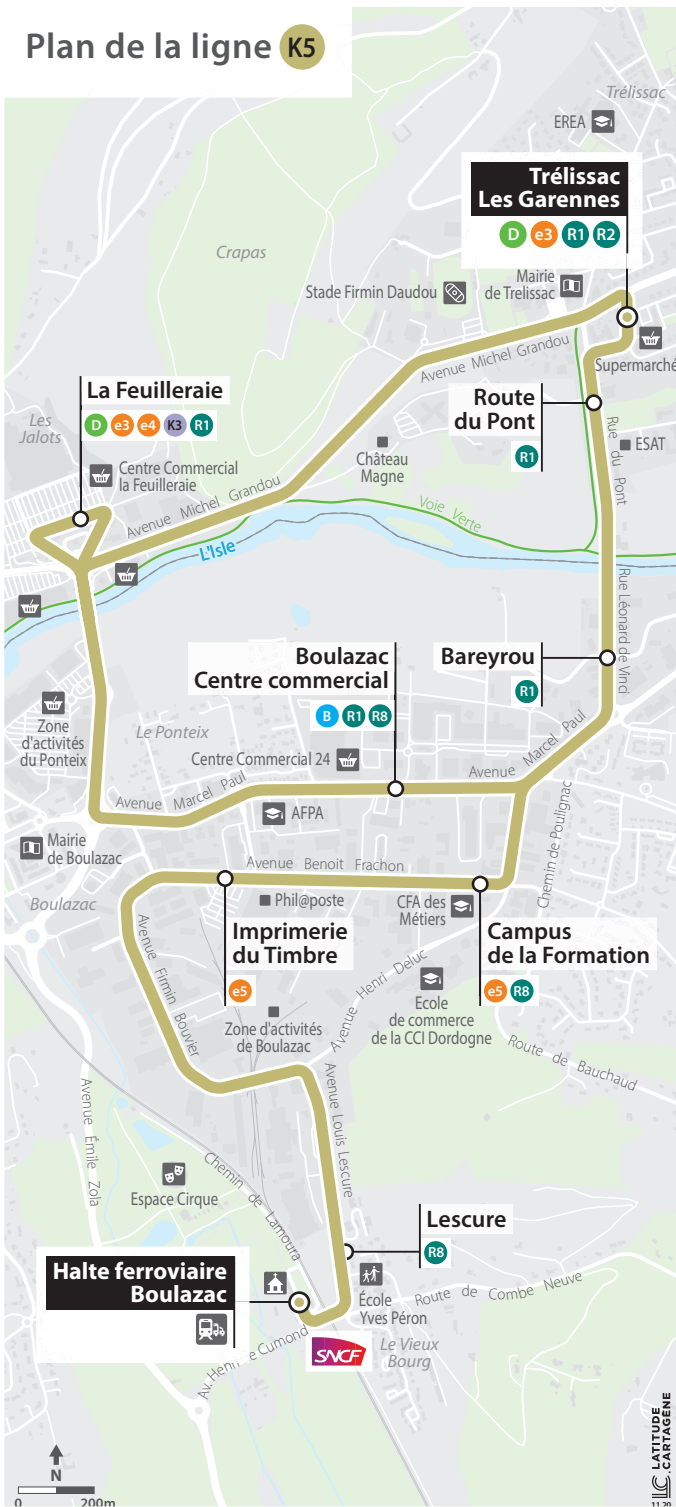 Plan de la ligne K5
Trélissac
EREA
Trélissac
Les Garennes
D e3 R1 R2
Crapas
Stade Firmin Daudou
Mairie
de Trelissac
Avenue Michel Grandou
Supermarché
La Feuilleraie
D e3 e4 K3 R1
Route
du Pont
R1
Les
Jalots
Centre Commercial
la Feuilleraie
Château
Magne
Rue du Pont
ESAT
Avenue Michel Grandou
Voie Verte
L'Isle
Rue Léonard de Vinci
Boulazac
Centre commercial
B R1 R8
Bareyrou
R1
Zone
d'activités
du Ponteix
Le Ponteix
Centre Commercial 24
Avenue Marcel Paul
Avenue Marcel Paul
AFPA
Chemin de Poulignac
Mairie
de Boulazac
Avenue Benoit Frachon
Boulazac
Phil@poste
CFA des
Métiers
Imprimerie
du Timbre
e5
Campus
de la Formation
e5 R8
Avenue Firmin Bouvier
Avenue Henri Deluc
Zone d'activités
de Boulazac
Ecole
de commerce
de la CCI Dordogne
Route de Bauchaud
Avenue Émile Zola
Avenue Louis Lescure
Chemin de Lamoura
Espace Cirque
Lescure
R8
Halte ferroviaire
Boulazac
École
Yves Péron
Route de Combe Neuve
SNCF
Le Vieux
Bourg
N
0 200m
LATITUDE
CARTAGÈNE
11.20